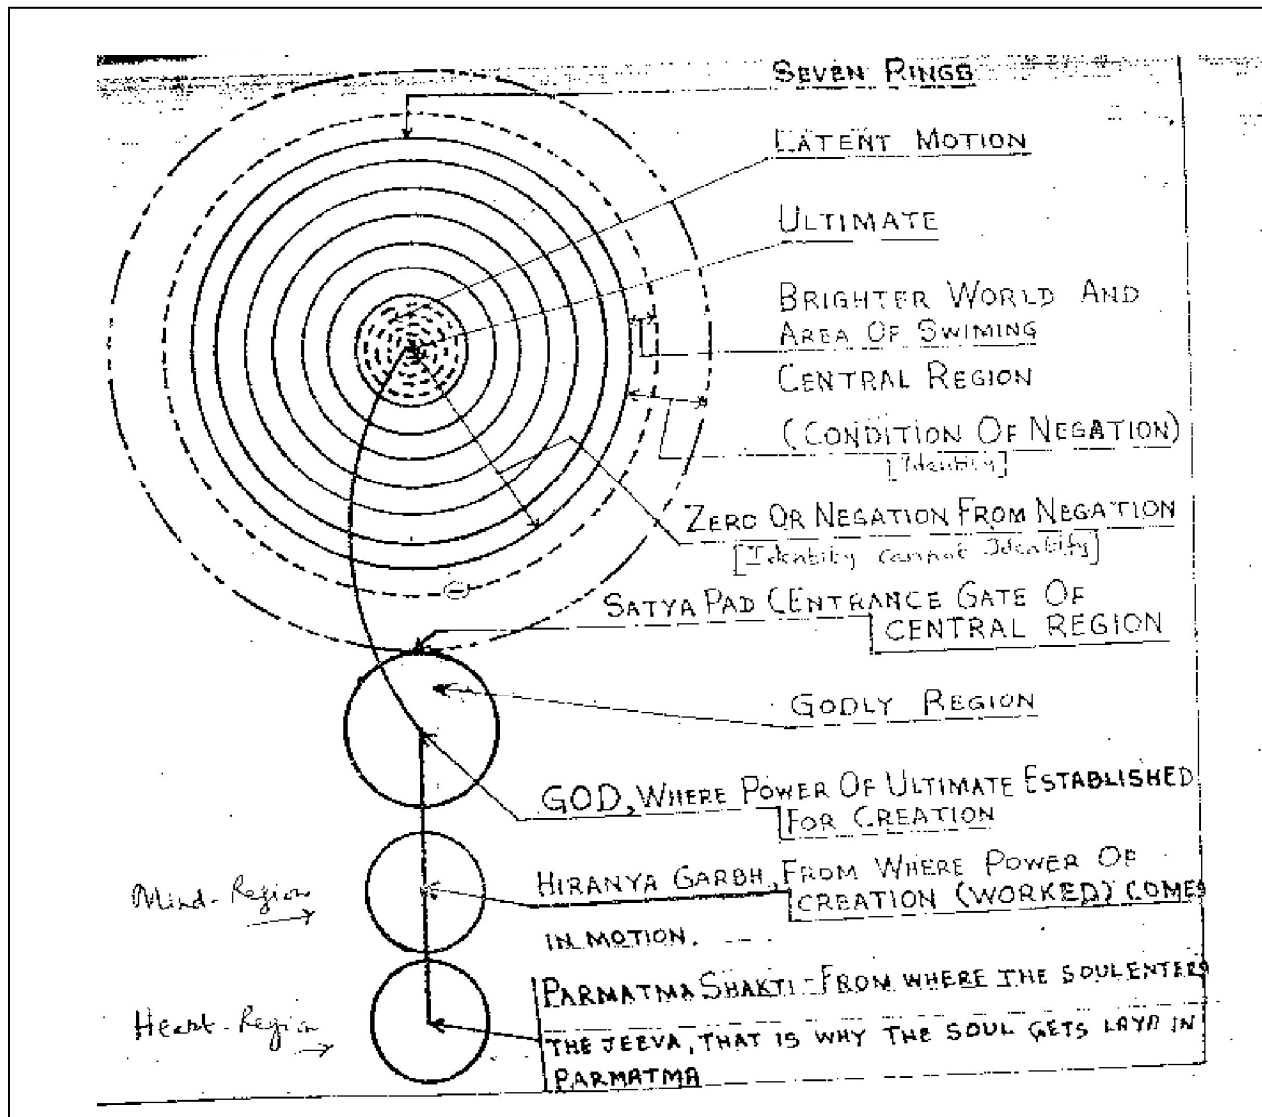 SEVEN RINGS
LATENT MOTION
ULTIMATE
BRIGHTER WORLD AND
AREA OF SWIMING
CENTRAL REGION
(CONDITION OF NEGATION)
[Identity]
ZERO OR NEGATION FROM NEGATION
[Identity cannot Identify]
SATYA PAD (ENTRANCE GATE OF
CENTRAL REGION
GODLY REGION
GOD, WHERE POWER OF ULTIMATE ESTABLISHED
FOR CREATION
Mind-Region
HIRANYA GARBH, FROM WHERE POWER OF
CREATION (WORKED) COMES
IN MOTION.
Heart-Region
PARMATMA SHAKTI - FROM WHERE THE SOUL ENTERS
THE JEEVA, THAT IS WHY THE SOUL GETS LAYA IN
PARMATMA